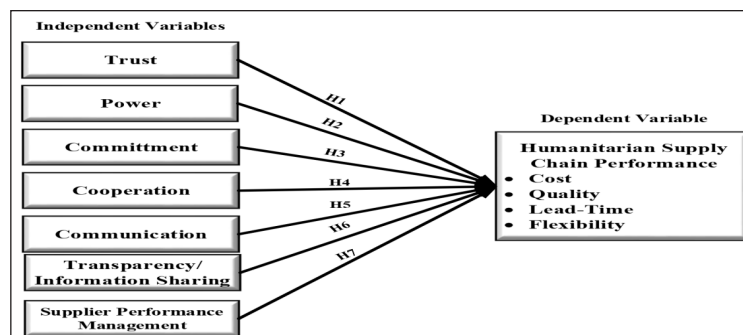 Independent Variables
Trust
Power
Committment
Cooperation
Communication
Transparency/
Information Sharing
Supplier Performance
Management
H1
H2
H3
H4
H5
H6
H7
Dependent Variable
Humanitarian Supply
Chain Performance
• Cost
• Quality
• Lead-Time
• Flexibility